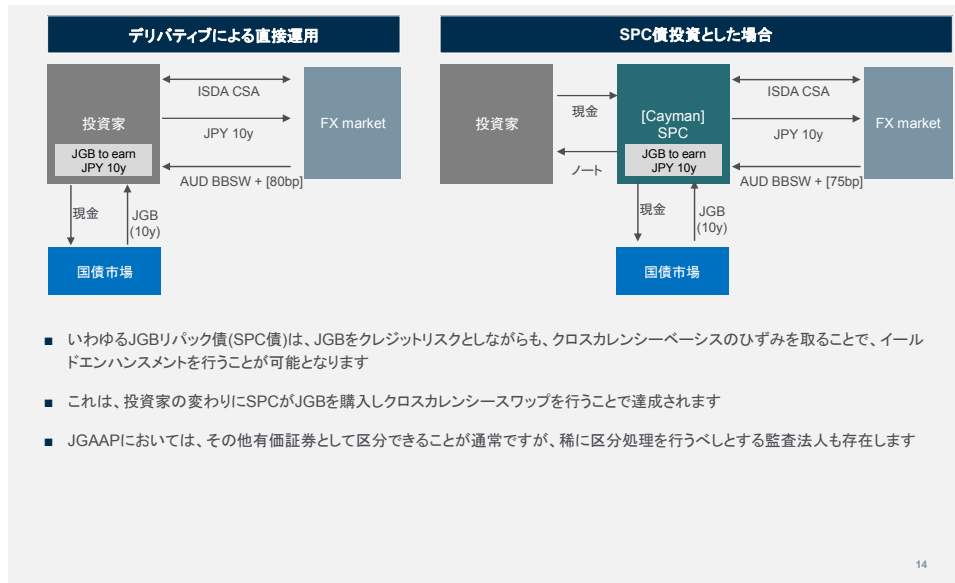 デリバティブによる直接運用
SPC債投資とした場合
投資家
JGB to earn
JPY 10y
ISDA CSA
JPY 10y
AUD BBSW + [80bp]
FX market
現金
JGB
(10y)
国債市場
投資家
現金
ノート
[Cayman]
SPC
JGB to earn
JPY 10y
ISDA CSA
JPY 10y
AUD BBSW + [75bp]
FX market
現金
JGB
(10y)
国債市場
■ いわゆるJGBリパック債(SPC債)は、JGBをクレジットリスクとしながらも、クロスカレンシーベーシスのひずみを取ることで、イール
ドエンハンスメントを行うことが可能となります
■ これは、投資家の変わりにSPCがJGBを購入しクロスカレンシースワップを行うことで達成されます
■ JGAAPにおいては、その他有価証券として区分できることが通常ですが、稀に区分処理を行うべしとする監査法人も存在します
14